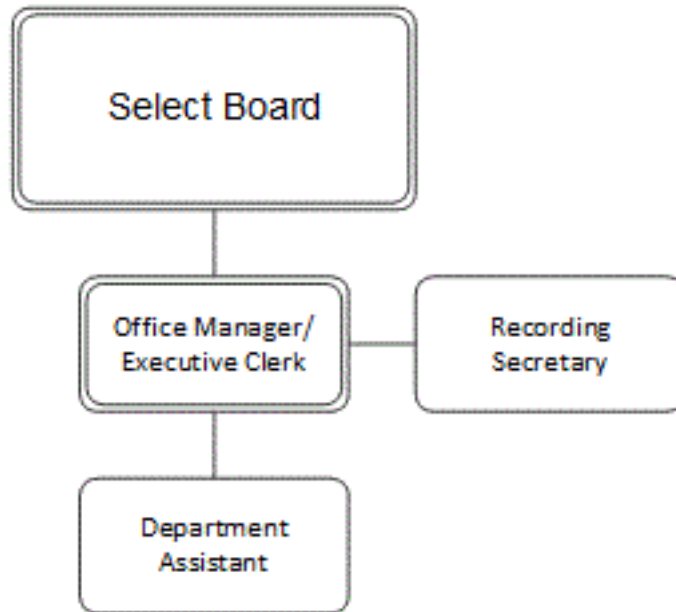 Select Board
Office Manager/
Executive Clerk
Recording
Secretary
Department
Assistant